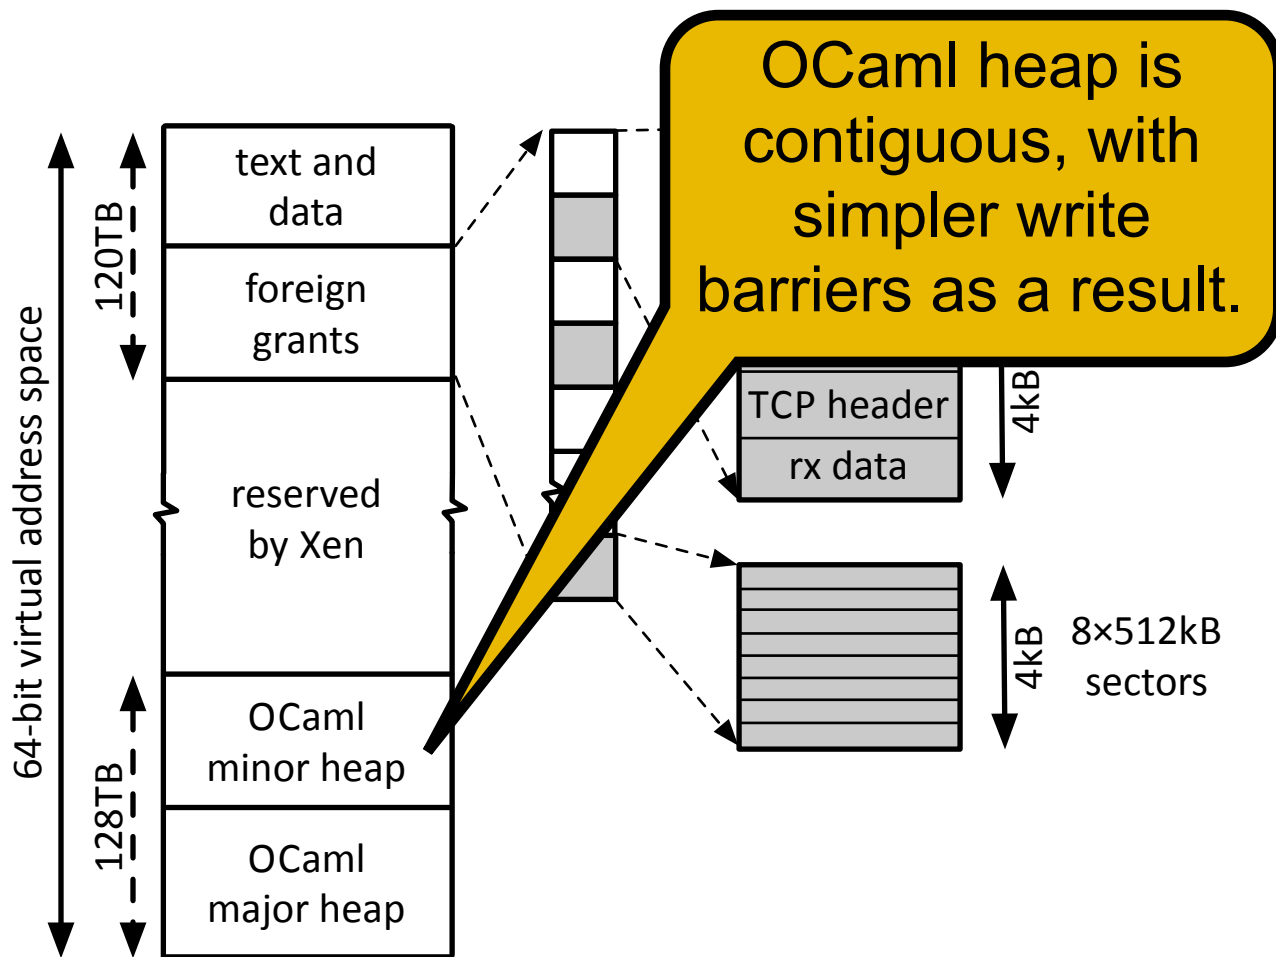 OCaml heap is
contiguous, with
simpler write
barriers as a result.
64-bit virtual address space
120TB
128TB
text and
data
foreign
grants
reserved
by Xen
OCaml
minor heap
OCaml
major heap
TCP header
rx data
4kB
4kB
8×512kB
sectors